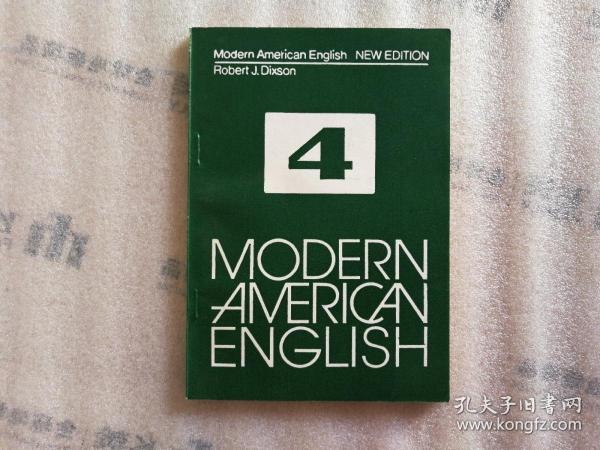 Modern American English NEW EDITION
Robert J. Dixson
4
MODERN
AMERICAN
ENGLISH
孔夫子旧书网
www.kongfz.com